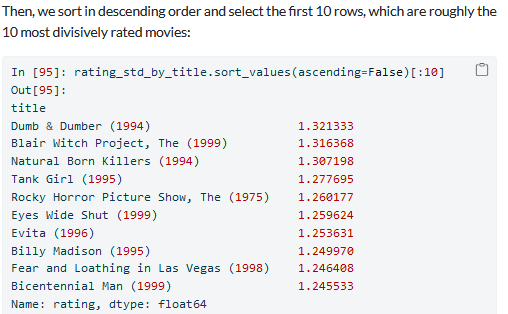 Then, we sort in descending order and select the first 10 rows, which are roughly the
10 most divisively rated movies:
In [95]: rating_std_by_title.sort_values(ascending=False)[:10]
Out[95]:
title
Dumb & Dumber (1994)                     1.321333
Blair Witch Project, The (1999)          1.316368
Natural Born Killers (1994)              1.307198
Tank Girl (1995)                         1.277695
Rocky Horror Picture Show, The (1975)    1.260177
Eyes Wide Shut (1999)                    1.259624
Evita (1996)                             1.253631
Billy Madison (1995)                     1.249970
Fear and Loathing in Las Vegas (1998)    1.246408
Bicentennial Man (1999)                  1.245533
Name: rating, dtype: float64